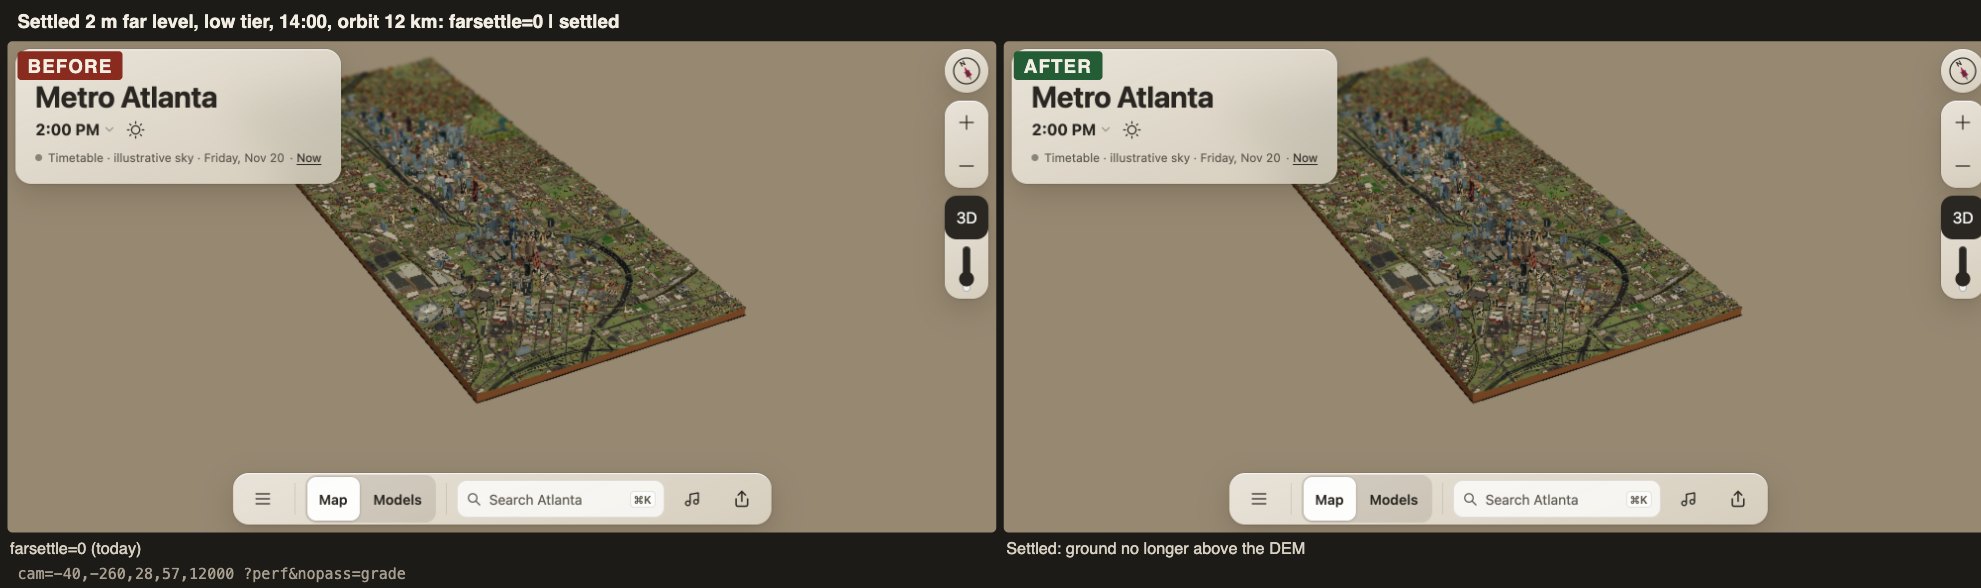 Settled 2 m far level, low tier, 14:00, orbit 12 km: farsettle=0 | settled
BEFORE
Metro Atlanta
2:00 PM
Timetable · illustrative sky · Friday, Nov 20 · Now
N
+
−
3D
Map
Models
Search Atlanta
⌘K
farsettle=0 (today)
cam=−40,−260,28,57,12000 ?perf&nopass=grade
AFTER
Metro Atlanta
2:00 PM
Timetable · illustrative sky · Friday, Nov 20 · Now
N
+
−
3D
Map
Models
Search Atlanta
⌘K
Settled: ground no longer above the DEM